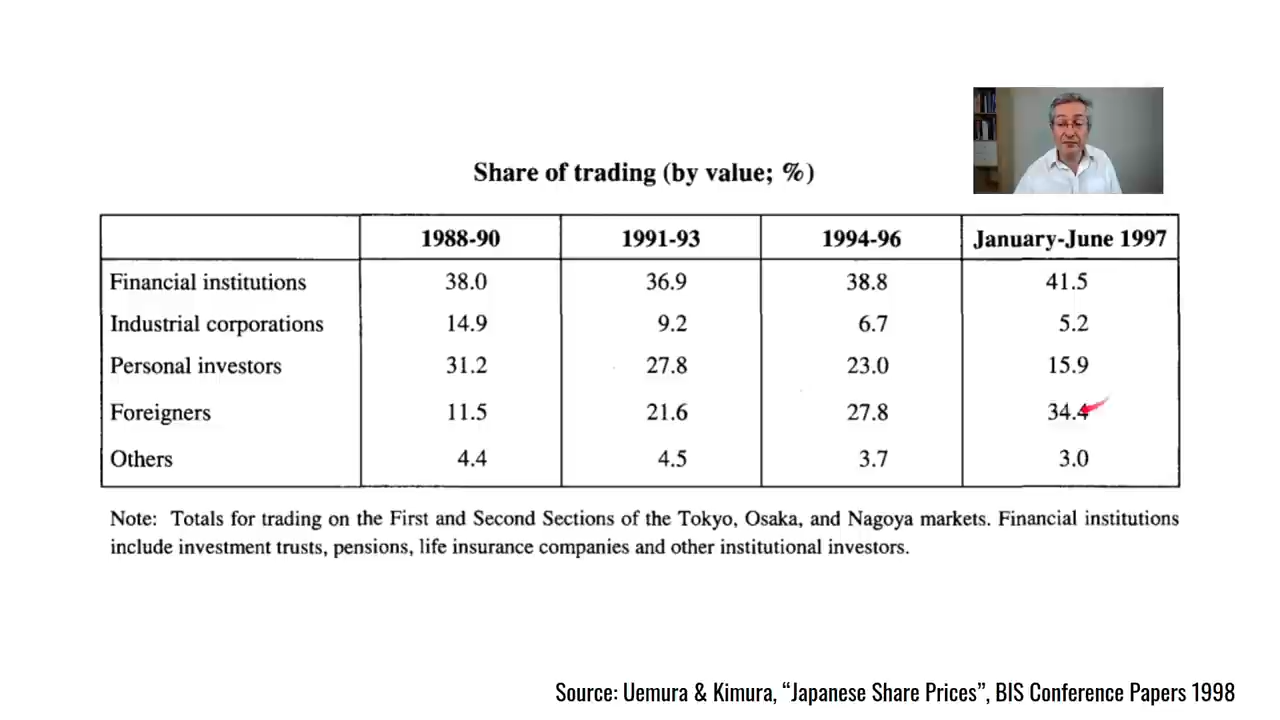 Share of trading (by value; %)
1988-90 1991-93 1994-96 January-June 1997
Financial institutions 38.0 36.9 38.8 41.5
Industrial corporations 14.9 9.2 6.7 5.2
Personal investors 31.2 27.8 23.0 15.9
Foreigners 11.5 21.6 27.8 34.4
Others 4.4 4.5 3.7 3.0
Note: Totals for trading on the First and Second Sections of the Tokyo, Osaka, and Nagoya markets. Financial institutions
include investment trusts, pensions, life insurance companies and other institutional investors.
Source: Uemura & Kimura, “Japanese Share Prices”, BIS Conference Papers 1998